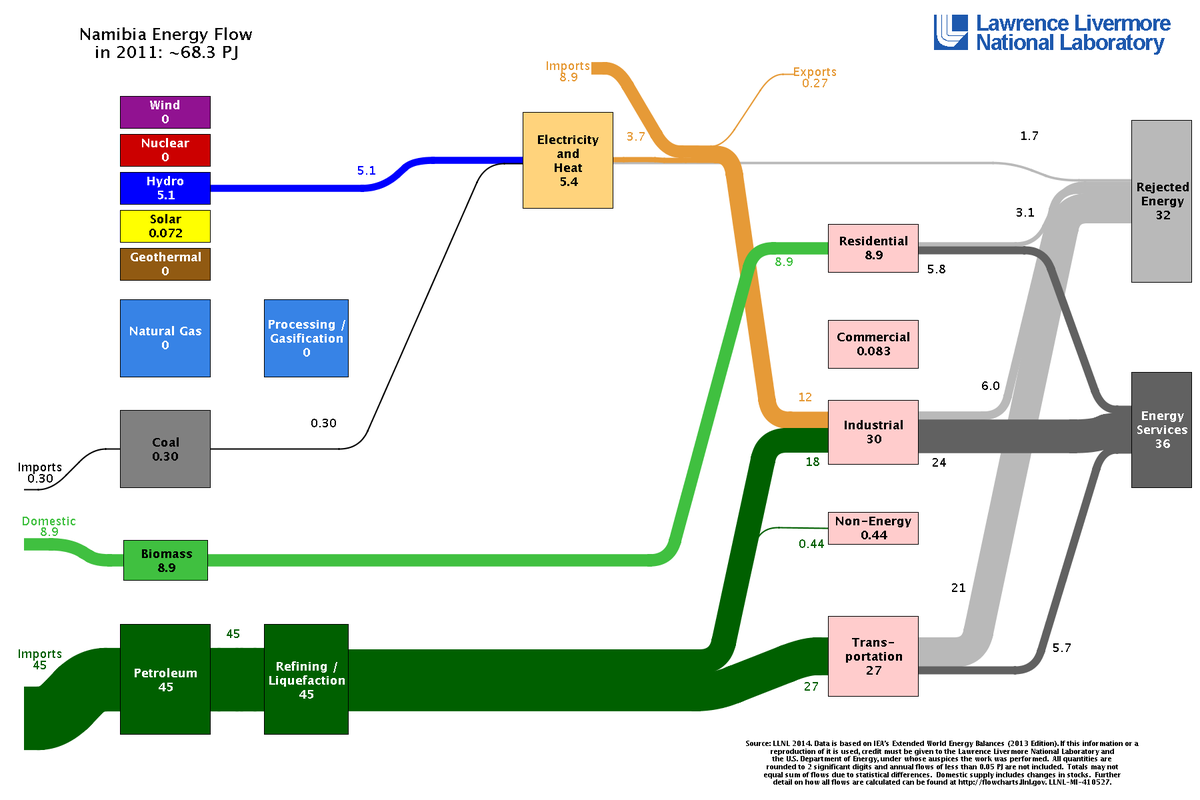 Namibia Energy Flow
in 2011: ~68.3 PJ
Lawrence Livermore
National Laboratory
Imports
8.9
Exports
0.27
Wind
0
Nuclear
0
Hydro
5.1
Solar
0.072
Geothermal
0
5.1
Electricity
and
Heat
5.4
3.7
1.7
Rejected
Energy
32
3.1
Residential
8.9
8.9
5.8
Natural Gas
0
Processing /
Gasification
0
Commercial
0.083
6.0
12
Industrial
30
18
24
Energy
Services
36
Coal
0.30
0.30
Imports
0.30
Domestic
8.9
Biomass
8.9
Non-Energy
0.44
0.44
21
Imports
45
Petroleum
45
45
Refining /
Liquefaction
45
Trans-
portation
27
27
5.7
Source: LLNL 2014. Data is based on IEA's Extended World Energy Balances (2013 Edition). If this information or a
reproduction of it is used, credit must be given to the Lawrence Livermore National Laboratory and
the U.S. Department of Energy, under whose auspices the work was performed. All quantities are
rounded to 2 significant digits and annual flows of less than 0.05 PJ are not included. Totals may not
equal sum of flows due to statistical differences. Domestic supply includes changes in stocks. Further
detail on how all flows are calculated can be found at http://flowcharts.llnl.gov. LLNL-MI-410527.